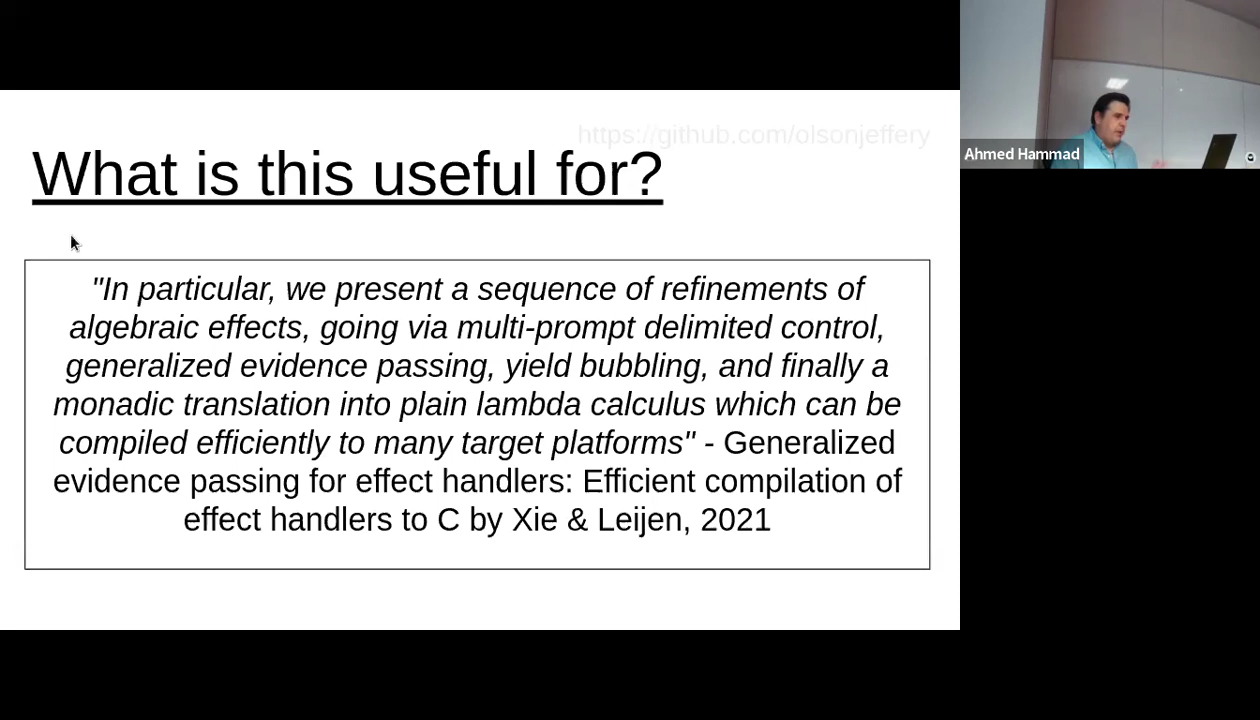 https://github.com/olsonjeffery
What is this useful for?
"In particular, we present a sequence of refinements of
algebraic effects, going via multi-prompt delimited control,
generalized evidence passing, yield bubbling, and finally a
monadic translation into plain lambda calculus which can be
compiled efficiently to many target platforms" - Generalized
evidence passing for effect handlers: Efficient compilation of
effect handlers to C by Xie & Leijen, 2021
Ahmed Hammad